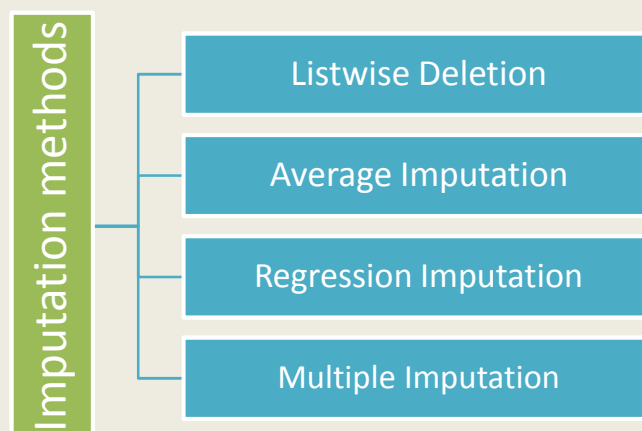 Imputation methods
Listwise Deletion
Average Imputation
Regression Imputation
Multiple Imputation